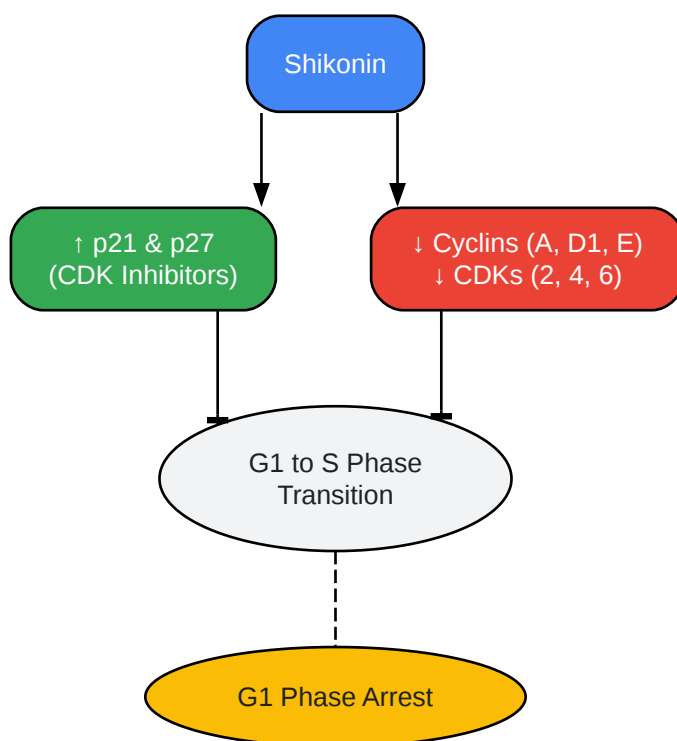 Shikonin
↑ p21 & p27
(CDK Inhibitors)
↓ Cyclins (A, D1, E)
↓ CDKs (2, 4, 6)
G1 to S Phase
Transition
G1 Phase Arrest